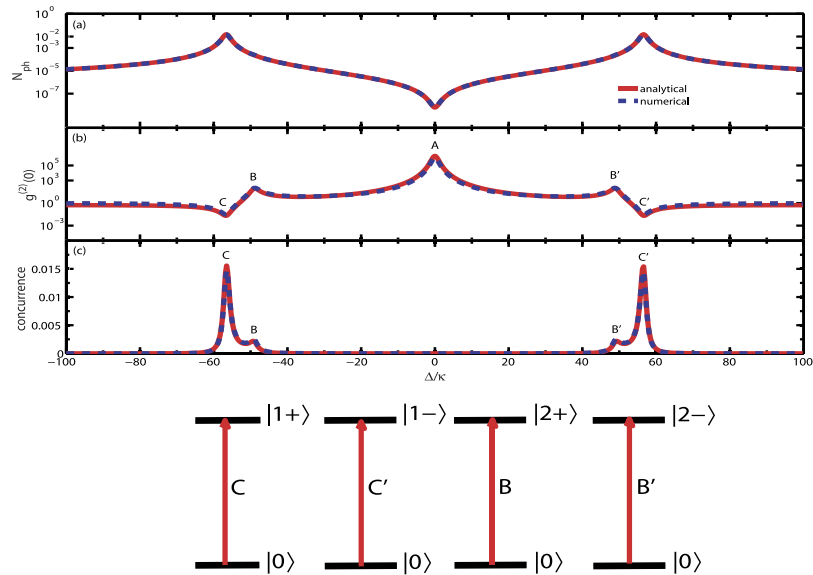 (a)
10^0
10^-2
10^-3
10^-5
10^-7
N_ph
analytical
numerical
(b)
10^5
10^0
10^-3
g^(2)(0)
C
B
A
B'
C'
(c)
0.015
0.01
0.005
0
concurrence
C
B
B'
C'
−100
−80
−60
−40
−20
0
20
40
60
80
100
Δ/κ
|1+⟩
|1−⟩
|2+⟩
|2−⟩
C
C'
B
B'
|0⟩
|0⟩
|0⟩
|0⟩